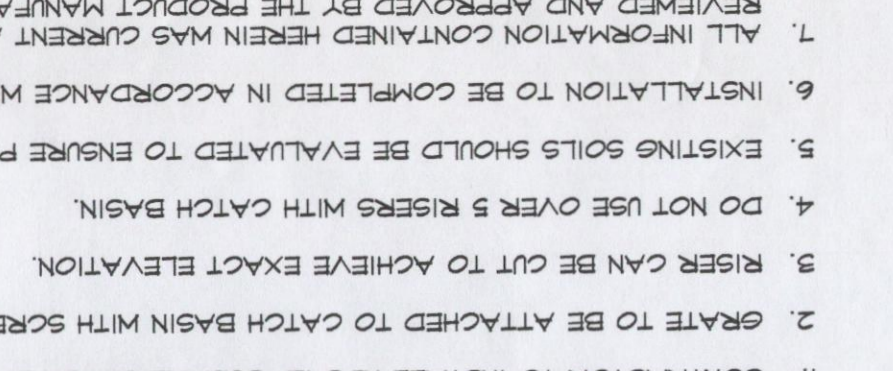 2. GRATE TO BE ATTACHED TO CATCH BASIN WITH SCRE
3. RISER CAN BE CUT TO ACHIEVE EXACT ELEVATION.
4. DO NOT USE OVER 5 RISERS WITH CATCH BASIN.
5. EXISTING SOILS SHOULD BE EVALUATED TO ENSURE P
6. INSTALLATION TO BE COMPLETED IN ACCORDANCE W
7. ALL INFORMATION CONTAINED HEREIN WAS CURRENT
REVIEWED AND APPROVED BY THE PRODUCT MANUFA